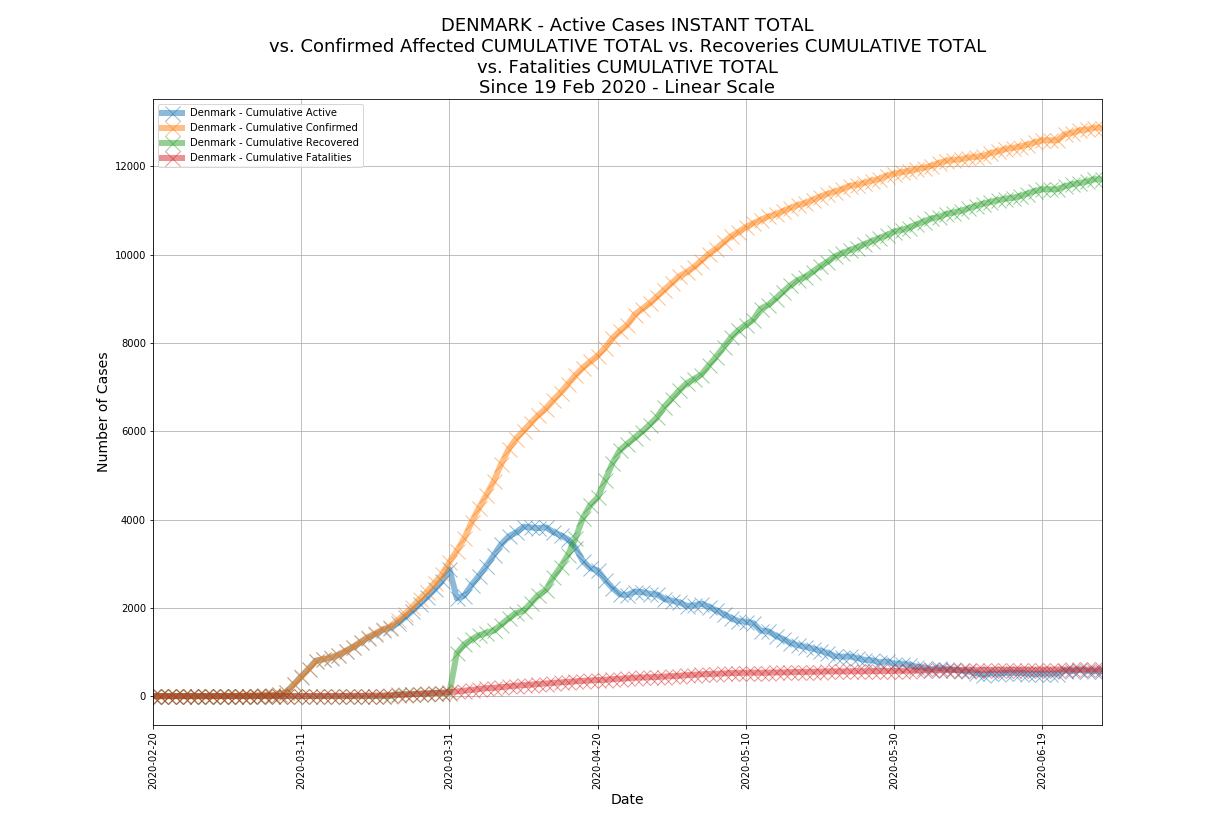 DENMARK - Active Cases INSTANT TOTAL
vs. Confirmed Affected CUMULATIVE TOTAL vs. Recoveries CUMULATIVE TOTAL
vs. Fatalities CUMULATIVE TOTAL
Since 19 Feb 2020 - Linear Scale
Denmark - Cumulative Active
Denmark - Cumulative Confirmed
Denmark - Cumulative Recovered
Denmark - Cumulative Fatalities
Number of Cases
12000
10000
8000
6000
4000
2000
0
2020-02-20
2020-03-11
2020-03-31
2020-04-20
2020-05-10
2020-05-30
2020-06-19
Date